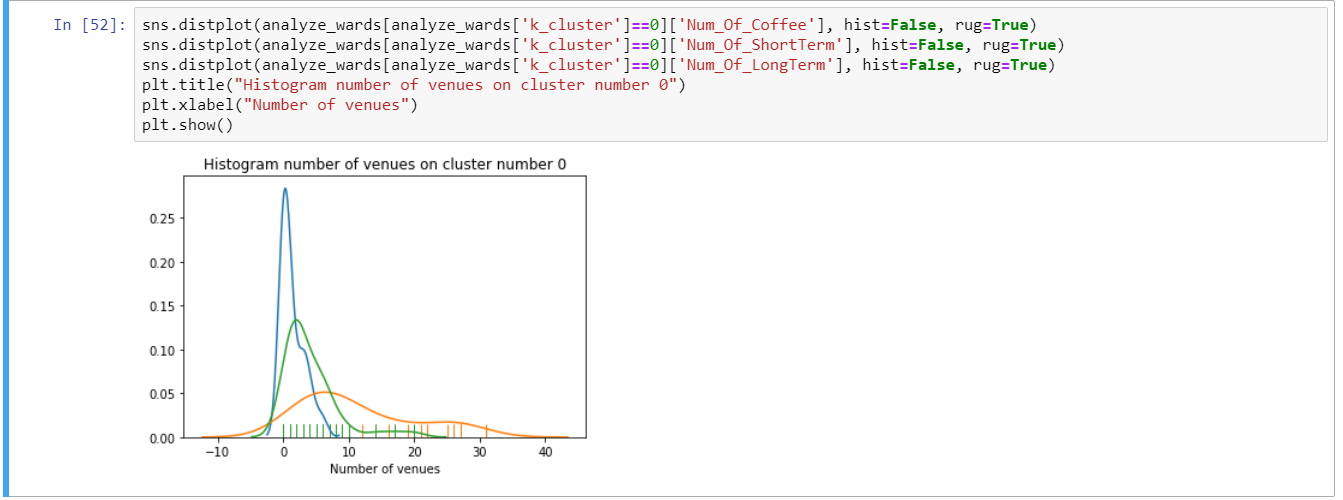 In [52]: sns.distplot(analyze_wards[analyze_wards['k_cluster']==0]['Num_Of_Coffee'], hist=False, rug=True)
sns.distplot(analyze_wards[analyze_wards['k_cluster']==0]['Num_Of_ShortTerm'], hist=False, rug=True)
sns.distplot(analyze_wards[analyze_wards['k_cluster']==0]['Num_Of_LongTerm'], hist=False, rug=True)
plt.title("Histogram number of venues on cluster number 0")
plt.xlabel("Number of venues")
plt.show()
Histogram number of venues on cluster number 0
0.25
0.20
0.15
0.10
0.05
0.00
−10 0 10 20 30 40
Number of venues